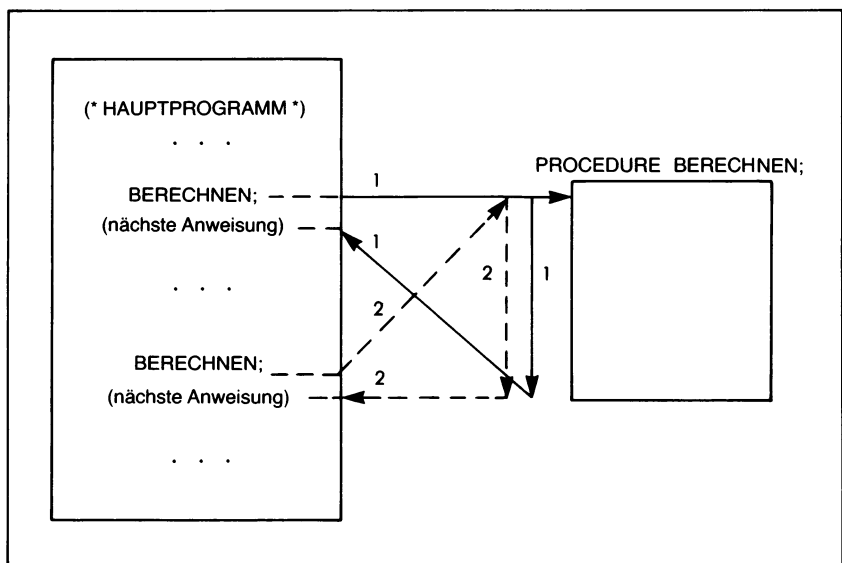 (* HAUPTPROGRAMM *)
. . .
1
PROCEDURE BERECHNEN;
BERECHNEN;
(nächste Anweisung)
1
2
1
. . .
2
BERECHNEN;
2
(nächste Anweisung)
. . .